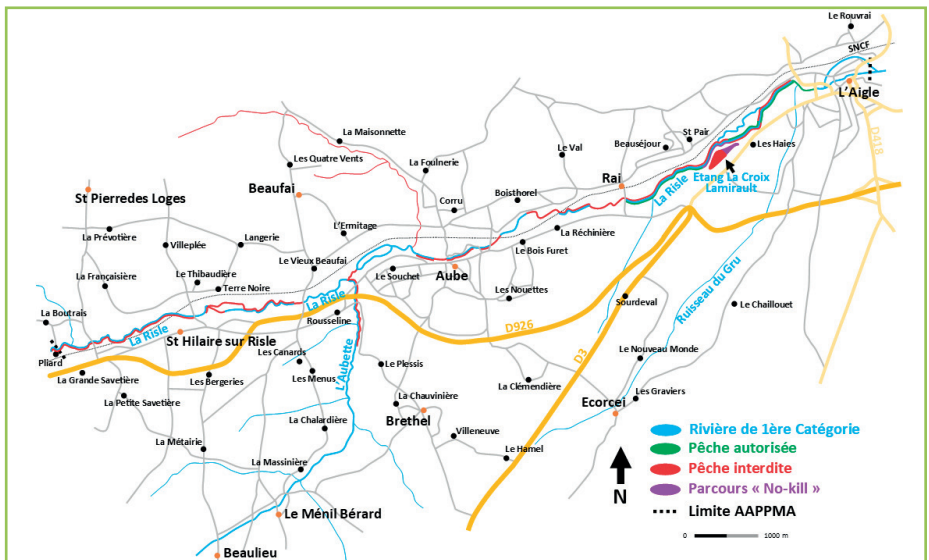 Le Rouvrai
SNCF
L'Aigle
D418
La Maisonnette
St Pair
Beauséjour
Les Haies
Le Val
Les Quatre Vents
La Foulnerie
Rai
La Risle
Etang La Croix
Lamirault
Beaufai
Boisthorel
St Pierredes Loges
Corru
La Prévotière
Villeplée
Langerie
L'Ermitage
La Réchinière
Le Bois Furet
Le Vieux Beaufai
La Françaisière
Le Thibaudière
Le Souchet
Aube
Terre Noire
Les Nouettes
La Risle
Sourdeval
Ruisseau du Gru
Le Chaillouet
La Boutrais
Rousseline
D926
La Risle
St Hilaire sur Risle
D3
Pliard
Les Canards
L'Aubette
Le Plessis
Le Nouveau Monde
La Grande Savetière
Les Bergeries
Les Menus
La Clémendière
La Petite Savetière
La Chauvinière
Ecorcei
Les Graviers
Brethel
La Chalardière
Villeneuve
La Métairie
Le Hamel
La Massinière
Le Ménil Bérard
Beaulieu
Rivière de 1ère Catégorie
Pêche autorisée
Pêche interdite
Parcours « No-kill »
Limite AAPPMA
N
0 1000 m